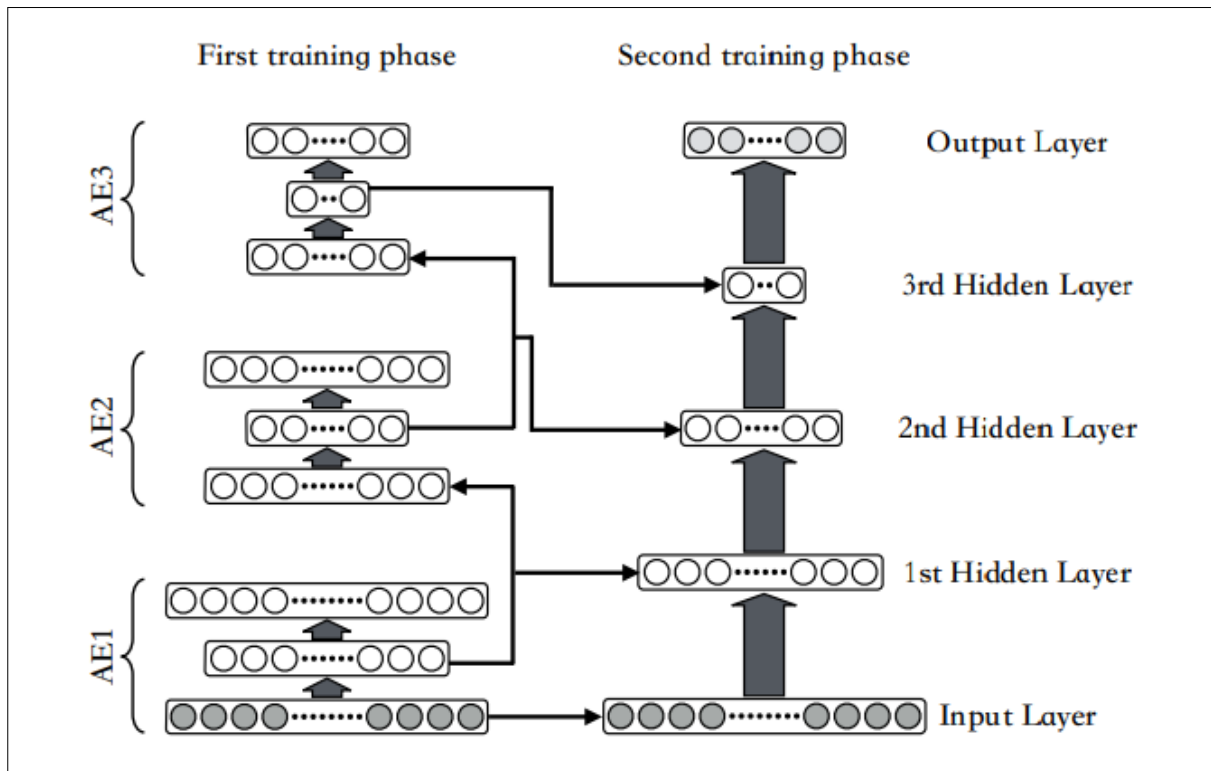 First training phase
Second training phase
AE3
Output Layer
3rd Hidden Layer
AE2
2nd Hidden Layer
1st Hidden Layer
AE1
Input Layer